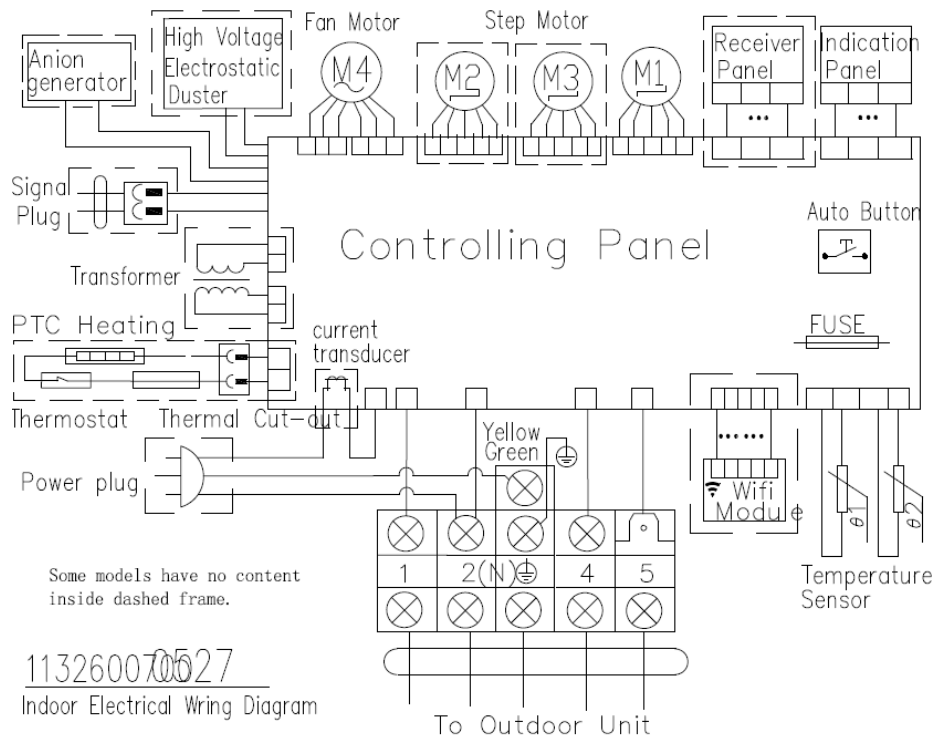 Fan Motor
Step Motor
Anion
generator
High Voltage
Electrostatic
Duster
M4
M2
M3
M1
Receiver
Panel
Indication
Panel
Signal
Plug
Controlling Panel
Auto Button
Transformer
PTC Heating
current
transducer
FUSE
Thermostat
Thermal Cut-out
Power plug
Yellow
Green
Wifi
Module
θ1
θ2
1
2(N)
4
5
Temperature
Sensor
Some models have no content
inside dashed frame.
Indoor Electrical Wring Diagram
To Outdoor Unit